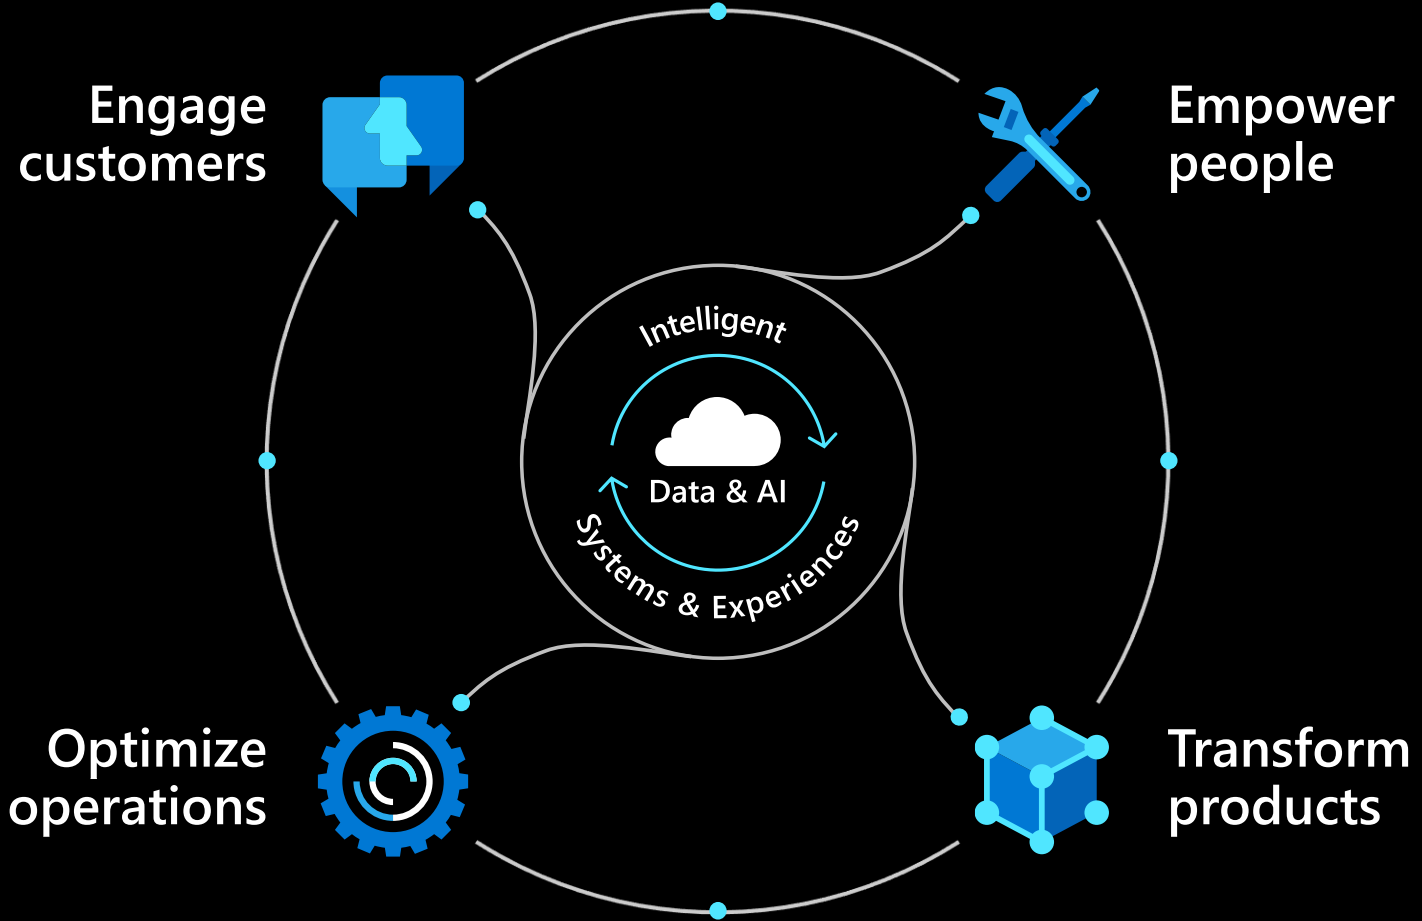 Engage
customers
Empower
people
Intelligent
Data & AI
Systems & Experiences
Optimize
operations
Transform
products